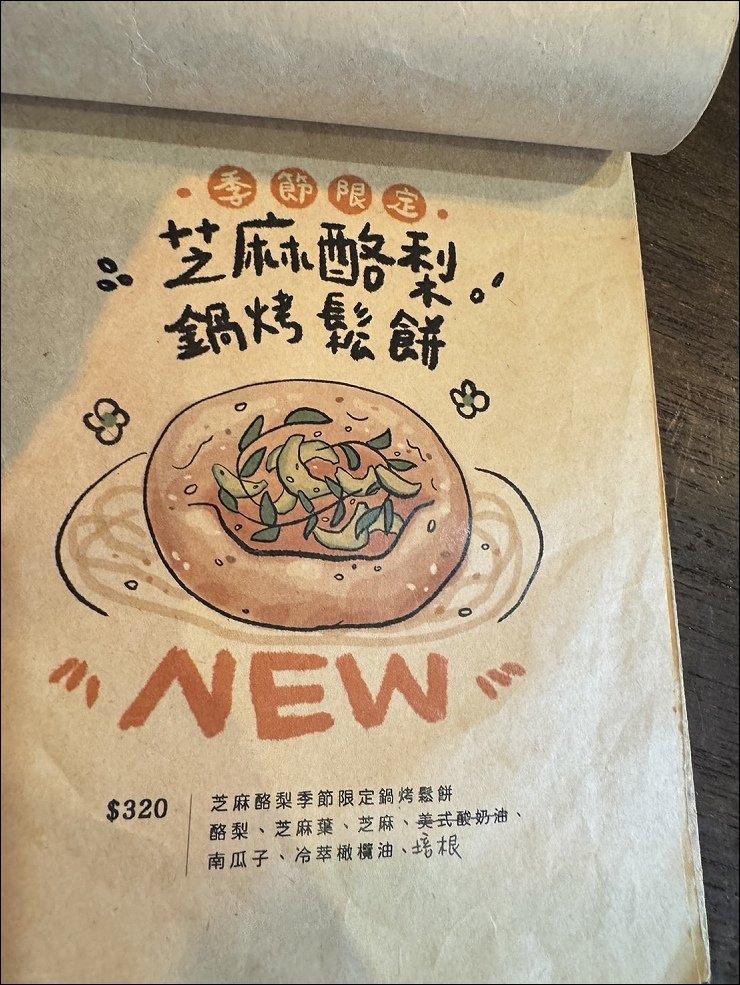 季節限定
芝麻酪梨
鍋烤鬆餅
NEW
$320
芝麻酪梨季節限定鍋烤鬆餅
酪梨、芝麻葉、芝麻、美式酸奶油、
南瓜子、冷萃橄欖油、培根